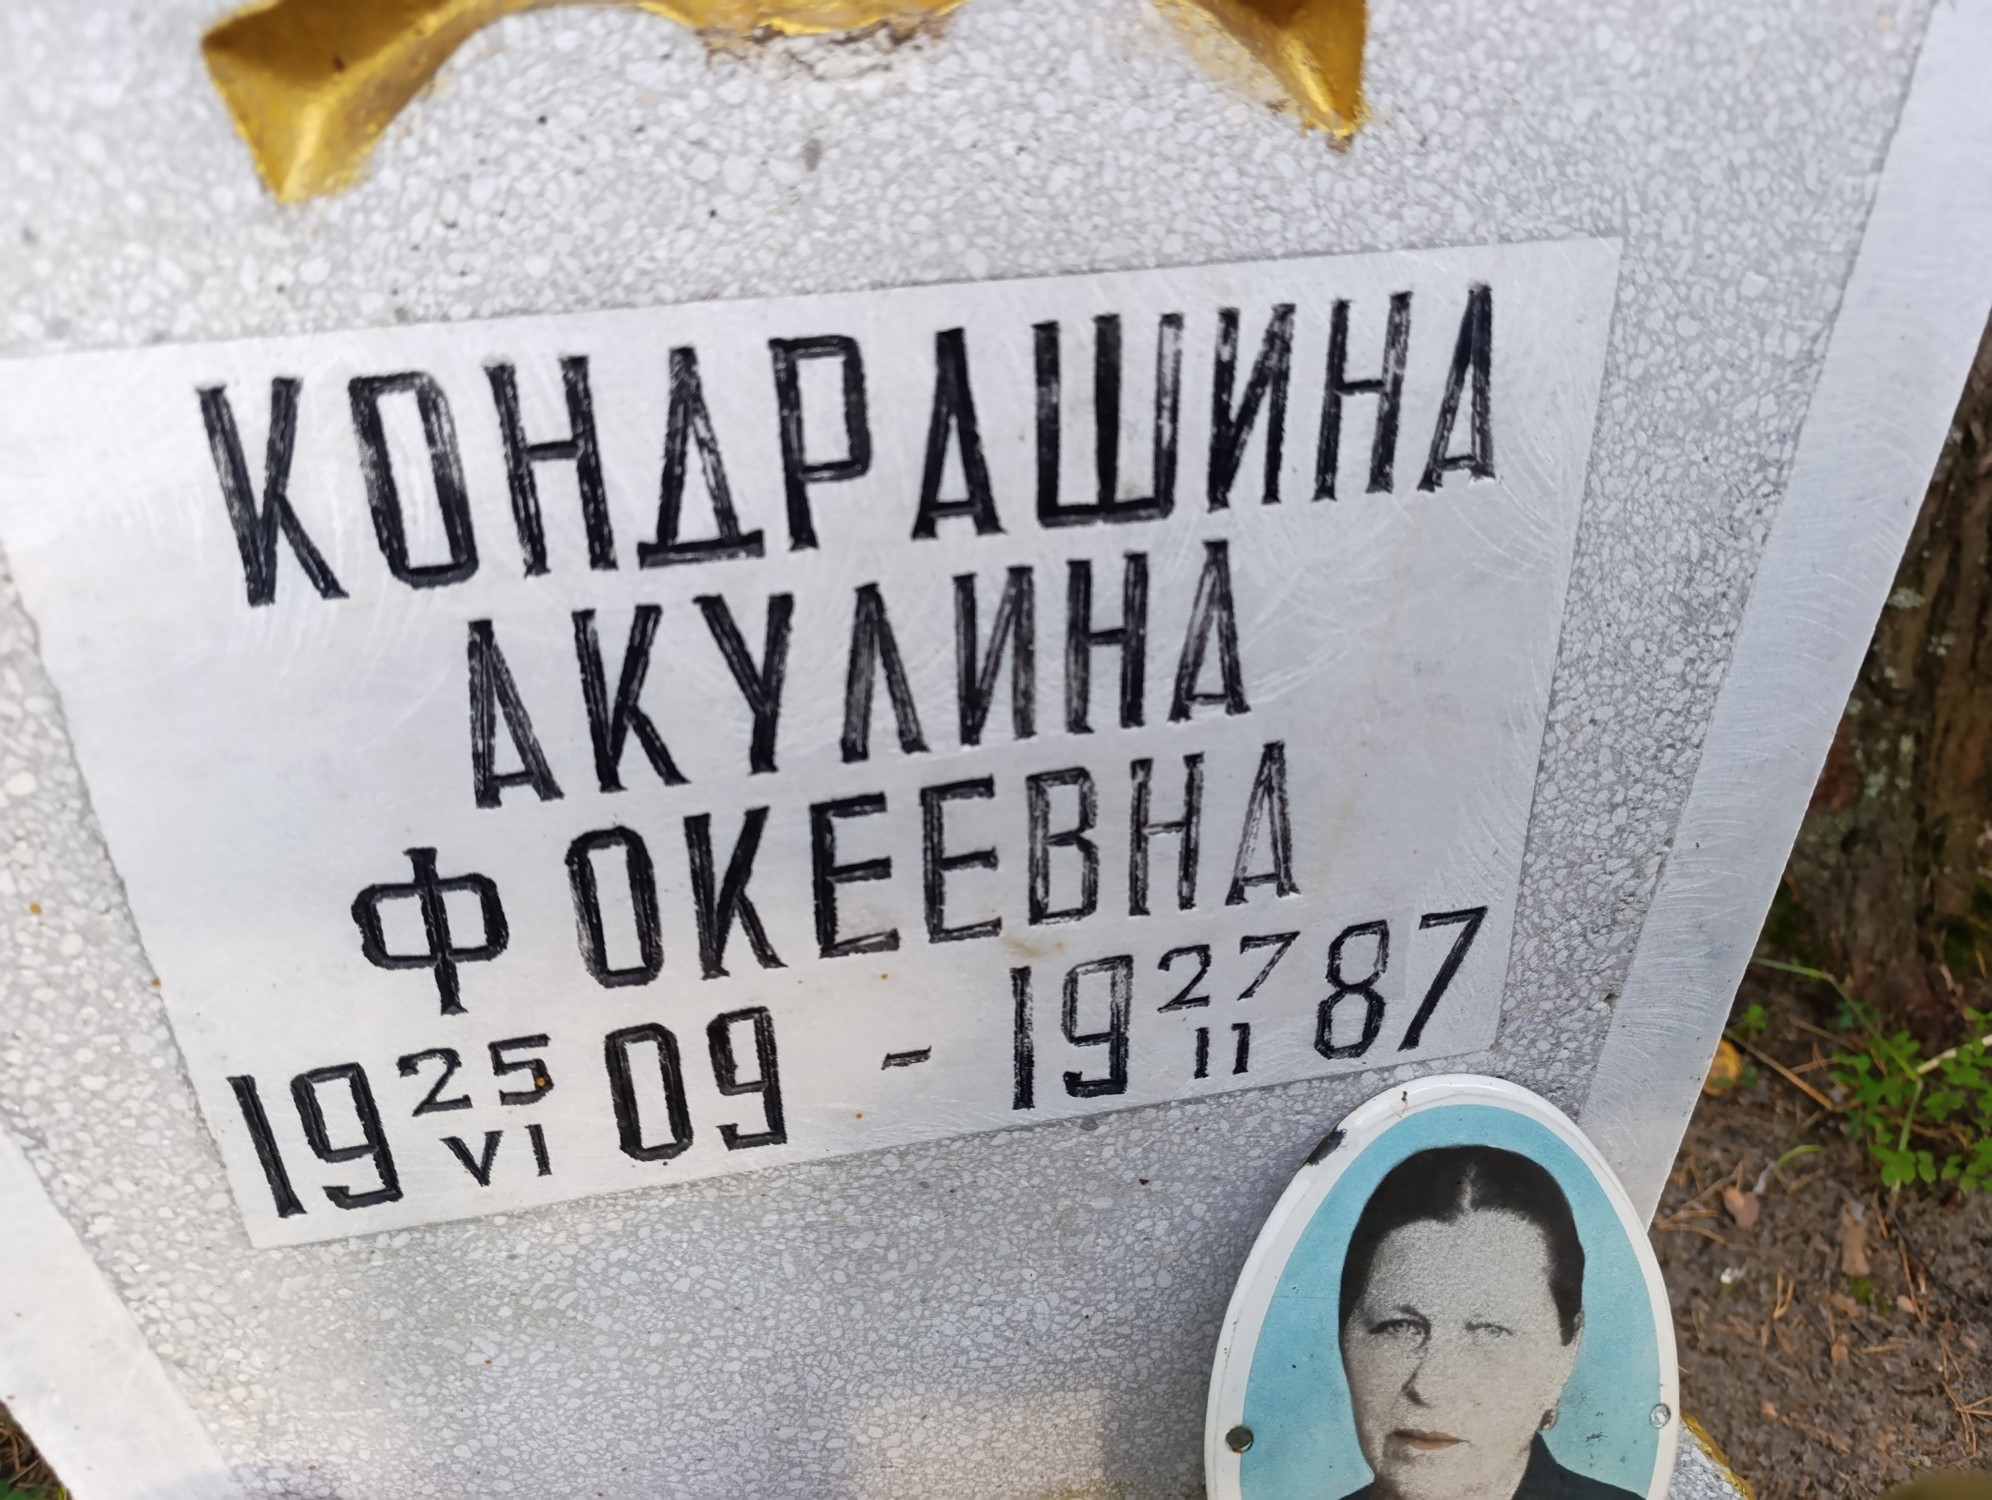 КОНДРАШИНА
АКУЛИНА
ФОКЕЕВНА
19 25/VI 09 - 19 27/II 87